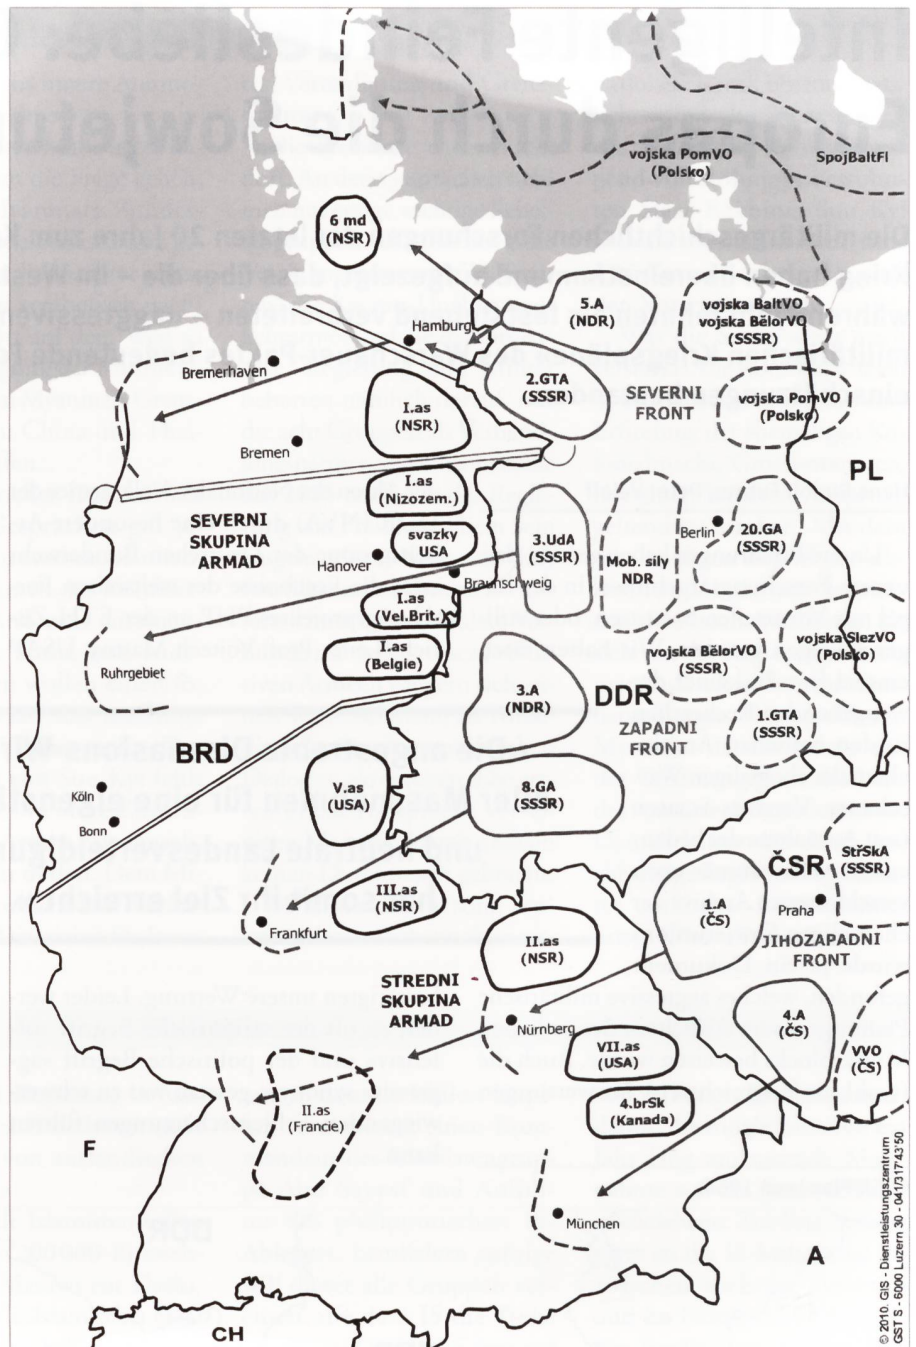 vojska PomVO
(Polsko)
SpojBaltFl
6 md
(NSR)
5.A
(NDR)
vojska BaltVO
vojska BělorVO
(SSSR)
Hamburg
Bremerhaven
2.GTA
(SSSR)
SEVERNI
FRONT
vojska PomVO
(Polsko)
I.as
(NSR)
Bremen
PL
I.as
(Nizozem.)
SEVERNI
SKUPINA
ARMAD
svazky
USA
Hanover
Braunschweig
3.UdA
(SSSR)
Mob. sily
NDR
Berlin
20.GA
(SSSR)
I.as
(Vel.Brit.)
I.as
(Belgie)
Ruhrgebiet
vojska BělorVO
(SSSR)
vojska SlezVO
(Polsko)
3.A
(NDR)
DDR
ZAPADNI
FRONT
1.GTA
(SSSR)
BRD
Köln
Bonn
V.as
(USA)
8.GA
(SSSR)
ČSR
StřSkA
(SSSR)
III.as
(NSR)
Frankfurt
1.A
(ČS)
Praha
II.as
(NSR)
JIHOZAPADNI
FRONT
STREDNI
SKUPINA
ARMAD
Nürnberg
4.A
(ČS)
VII.as
(USA)
VVO
(ČS)
4.brSk
(Kanada)
II.as
(Francie)
F
München
A
CH
© 2010. GIS - Dienstleistungszentrum
GST S - 6000 Luzern 30 - 041/317'43'50